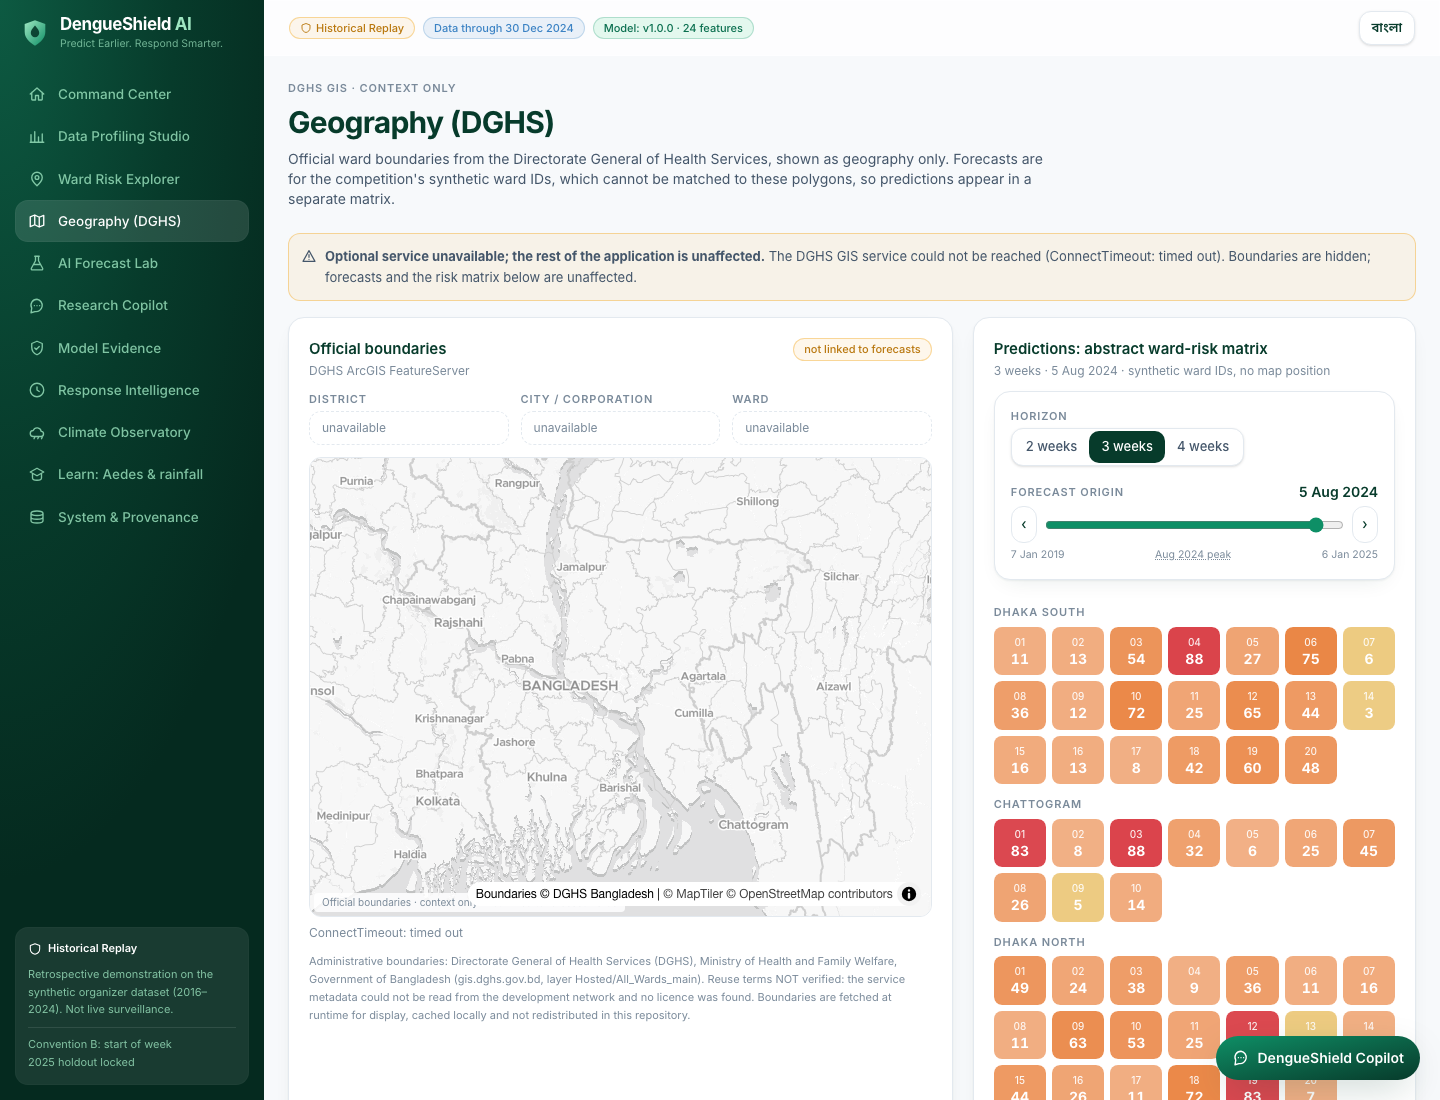 DengueShield AI
Predict Earlier. Respond Smarter.
Command Center
Data Profiling Studio
Ward Risk Explorer
Geography (DGHS)
AI Forecast Lab
Research Copilot
Model Evidence
Response Intelligence
Climate Observatory
Learn: Aedes & rainfall
System & Provenance
Historical Replay
Retrospective demonstration on the
synthetic organizer dataset (2016–
2024). Not live surveillance.
Convention B: start of week
2025 holdout locked
Historical Replay
Data through 30 Dec 2024
Model: v1.0.0 · 24 features
বাংলা
DGHS GIS · CONTEXT ONLY
Geography (DGHS)
Official ward boundaries from the Directorate General of Health Services, shown as geography only. Forecasts are
for the competition's synthetic ward IDs, which cannot be matched to these polygons, so predictions appear in a
separate matrix.
Optional service unavailable; the rest of the application is unaffected. The DGHS GIS service could not be reached (ConnectTimeout: timed out). Boundaries are hidden;
forecasts and the risk matrix below are unaffected.
Official boundaries
not linked to forecasts
DGHS ArcGIS FeatureServer
DISTRICT
CITY / CORPORATION
WARD
unavailable
unavailable
unavailable
Purnia
Rangpur
Shillong
galpur
Jamalpur
Silchar
Chapainawabganj
Rajshahi
Pabna
BANGLADESH
Agartala
Aizawl
nsol
Krishnanagar
Cumilla
Jashore
Bhatpara
Khulna
Barishal
Kolkata
Medinipur
Chattogram
Haldia
Boundaries © DGHS Bangladesh | © MapTiler © OpenStreetMap contributors
Official boundaries · context only
ConnectTimeout: timed out
Administrative boundaries: Directorate General of Health Services (DGHS), Ministry of Health and Family Welfare,
Government of Bangladesh (gis.dghs.gov.bd, layer Hosted/All_Wards_main). Reuse terms NOT verified: the service
metadata could not be read from the development network and no licence was found. Boundaries are fetched at
runtime for display, cached locally and not redistributed in this repository.
Predictions: abstract ward-risk matrix
3 weeks · 5 Aug 2024 · synthetic ward IDs, no map position
HORIZON
2 weeks 3 weeks 4 weeks
FORECAST ORIGIN 5 Aug 2024
‹ ›
7 Jan 2019 Aug 2024 peak 6 Jan 2025
DHAKA SOUTH
01 02 03 04 05 06 07
11 13 54 88 27 75 6
08 09 10 11 12 13 14
36 12 72 25 65 44 3
15 16 17 18 19 20
16 13 8 42 60 48
CHATTOGRAM
01 02 03 04 05 06 07
83 8 88 32 6 25 45
08 09 10
26 5 14
DHAKA NORTH
01 02 03 04 05 06 07
49 24 38 9 36 11 16
08 09 10 11 12 13 14
11 63 53 25
15 16 17 18 19 20
44 26 11 72 83 7
DengueShield Copilot